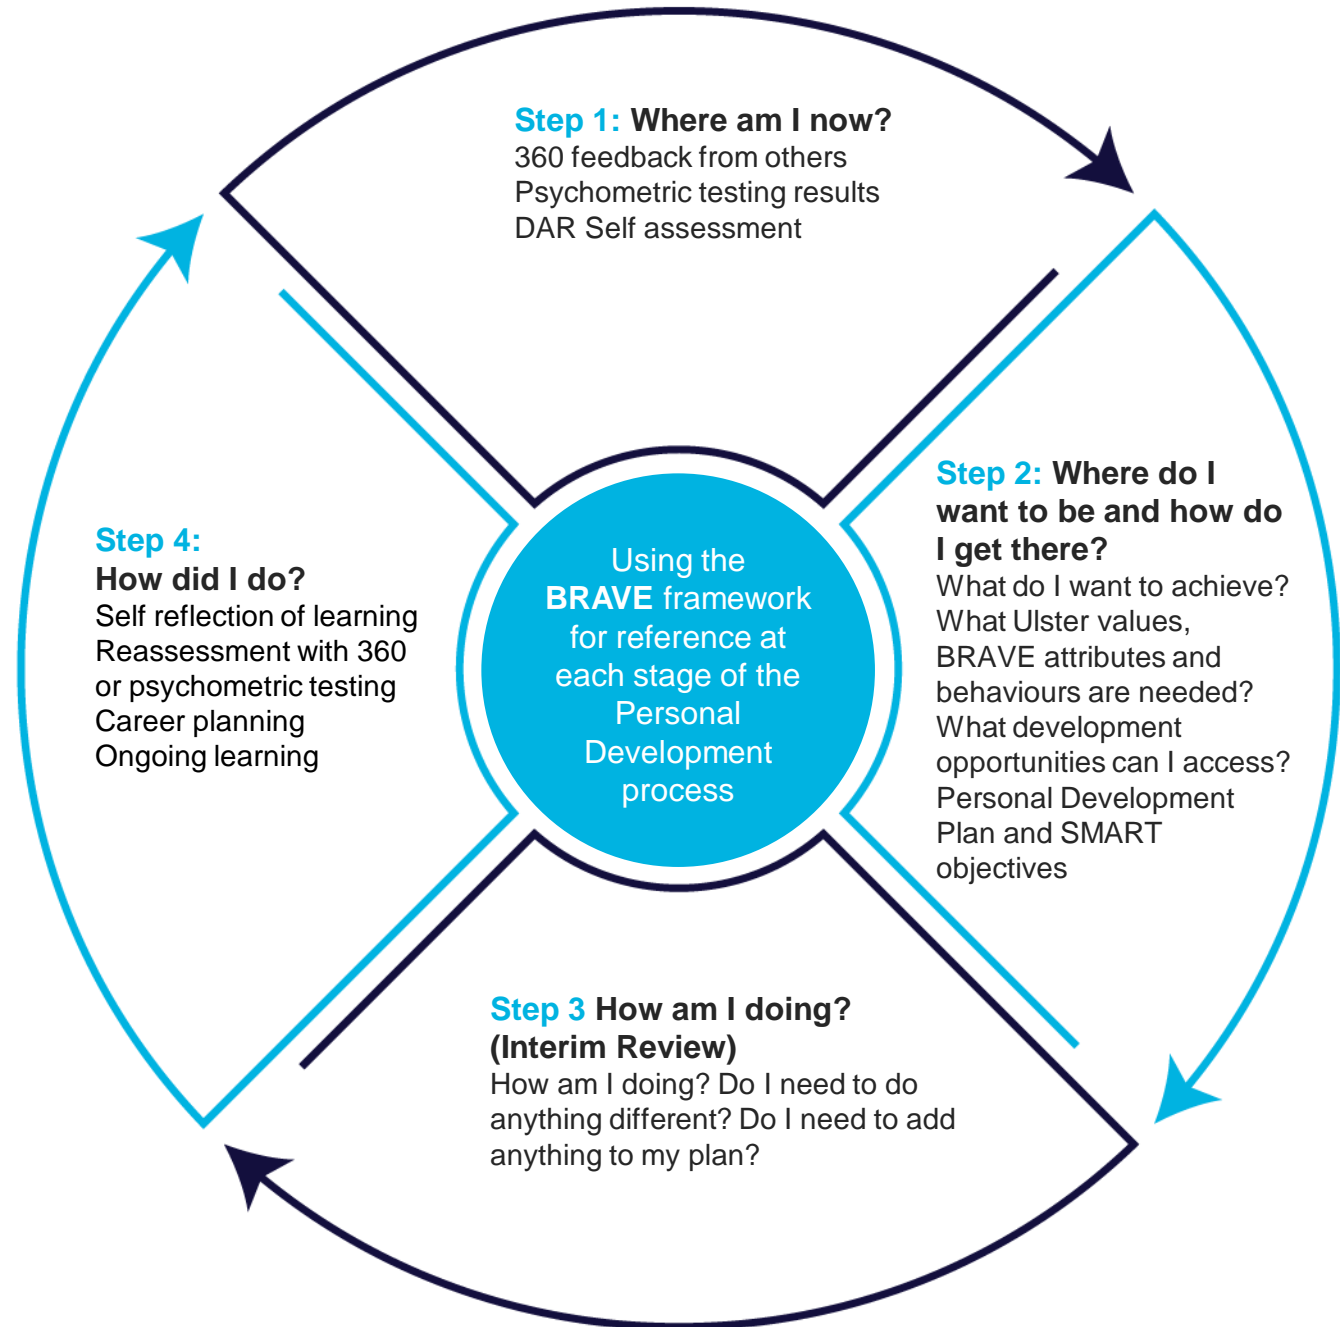 Step 1: Where am I now?
360 feedback from others
Psychometric testing results
DAR Self assessment
Step 2: Where do I
want to be and how do
I get there?
What do I want to achieve?
What Ulster values,
BRAVE attributes and
behaviours are needed?
What development
opportunities can I access?
Personal Development
Plan and SMART
objectives
Step 3 How am I doing?
(Interim Review)
How am I doing? Do I need to do
anything different? Do I need to add
anything to my plan?
Step 4:
How did I do?
Self reflection of learning
Reassessment with 360
or psychometric testing
Career planning
Ongoing learning
Using the
BRAVE framework
for reference at
each stage of the
Personal
Development
process